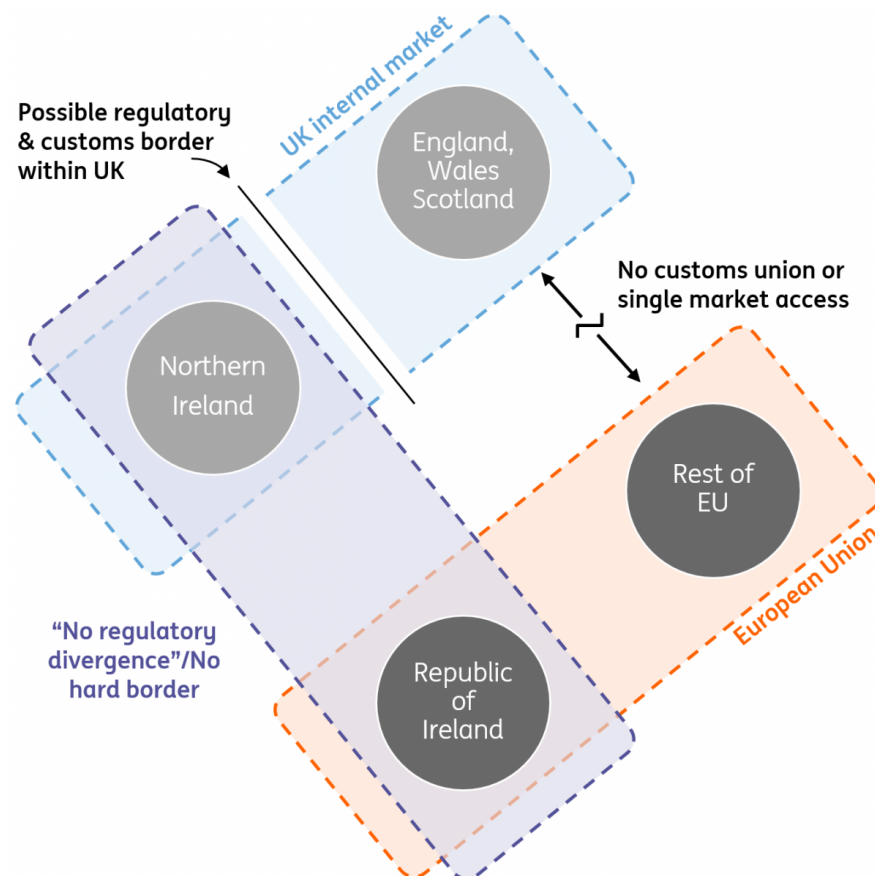 UK internal market
Possible regulatory
& customs border
within UK
England,
Wales
Scotland
No customs union or
single market access
Northern
Ireland
Rest of
EU
European Union
“No regulatory
divergence”/No
hard border
Republic
of
Ireland